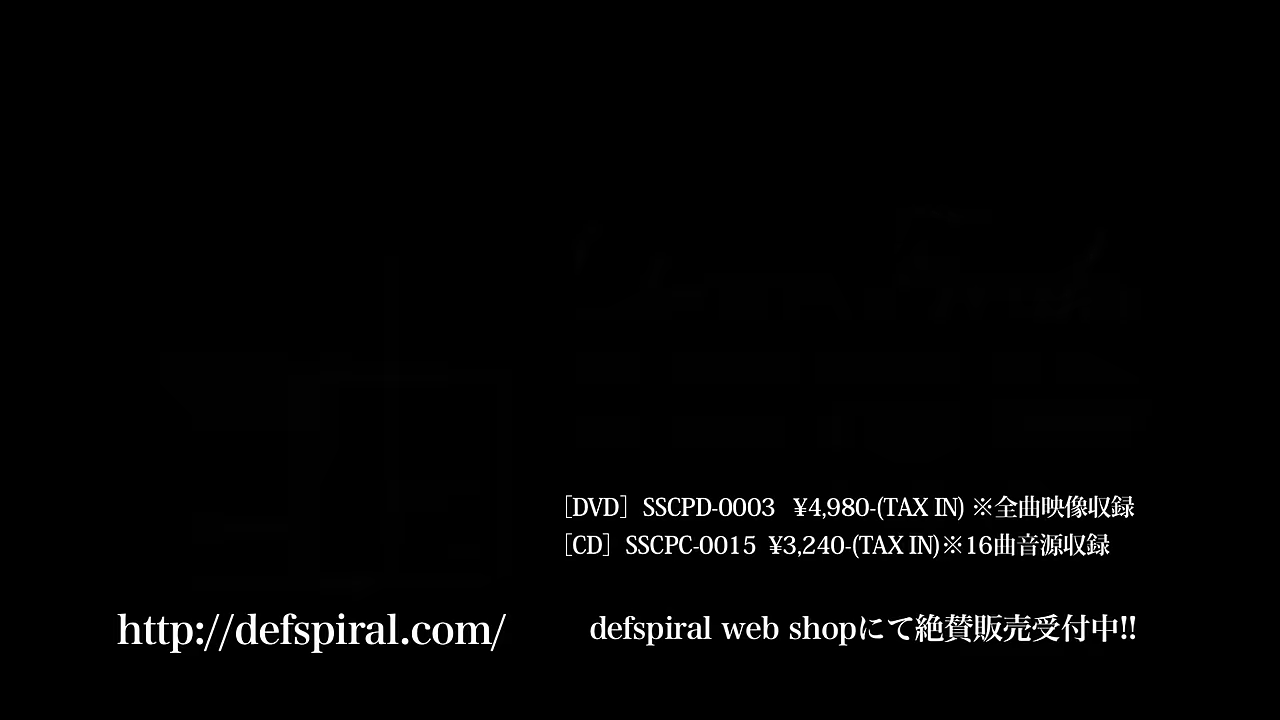 ［DVD］SSCPD-0003 ¥4,980-(TAX IN) ※全曲映像収録
［CD］SSCPC-0015 ¥3,240-(TAX IN)※16曲音源収録
http://defspiral.com/
defspiral web shopにて絶賛販売受付中!!